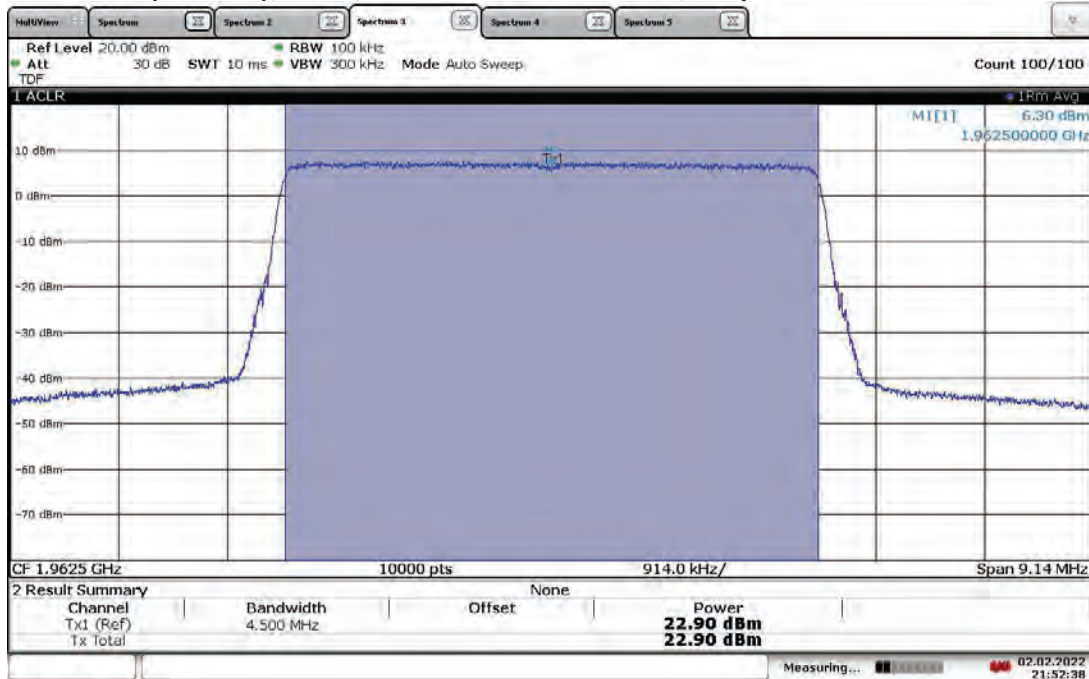 MultiView Spectrum Spectrum 2 Spectrum 3 Spectrum 4 Spectrum 5
Ref Level 20.00 dBm RBW 100 kHz
Att 30 dB SWT 10 ms VBW 300 kHz Mode Auto Sweep Count 100/100
TDF
1 ACLR 1Rm Avg
M1[1] 6.30 dBm
1.962500000 GHz
10 dBm
0 dBm
-10 dBm
-20 dBm
-30 dBm
-40 dBm
-50 dBm
-60 dBm
-70 dBm
CF 1.9625 GHz 10000 pts 914.0 kHz/ Span 9.14 MHz
2 Result Summary None
Channel Bandwidth Offset Power
Tx1 (Ref) 4.500 MHz 22.90 dBm
Tx Total 22.90 dBm
Measuring... 02.02.2022
21:52:38